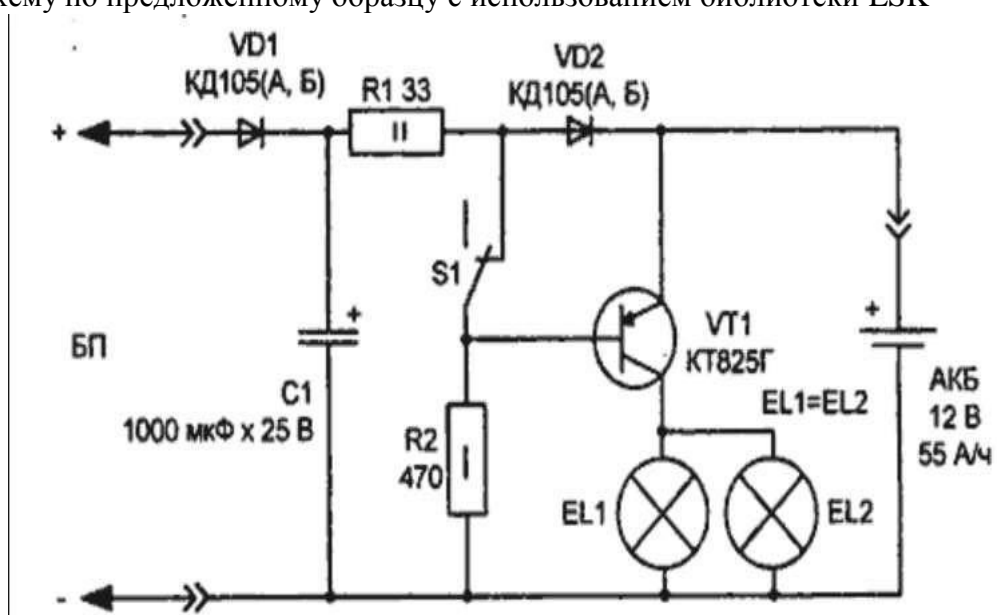 хему по предложенному образцу с использованием библиотеки ESK
VD1
КД105(А, Б)
R1 33
VD2
КД105(А, Б)
+
S1
БП
+
C1
1000 мкФ х 25 В
R2
470
VT1
КТ825Г
EL1=EL2
EL1
EL2
+
АКБ
12 В
55 А/ч
-